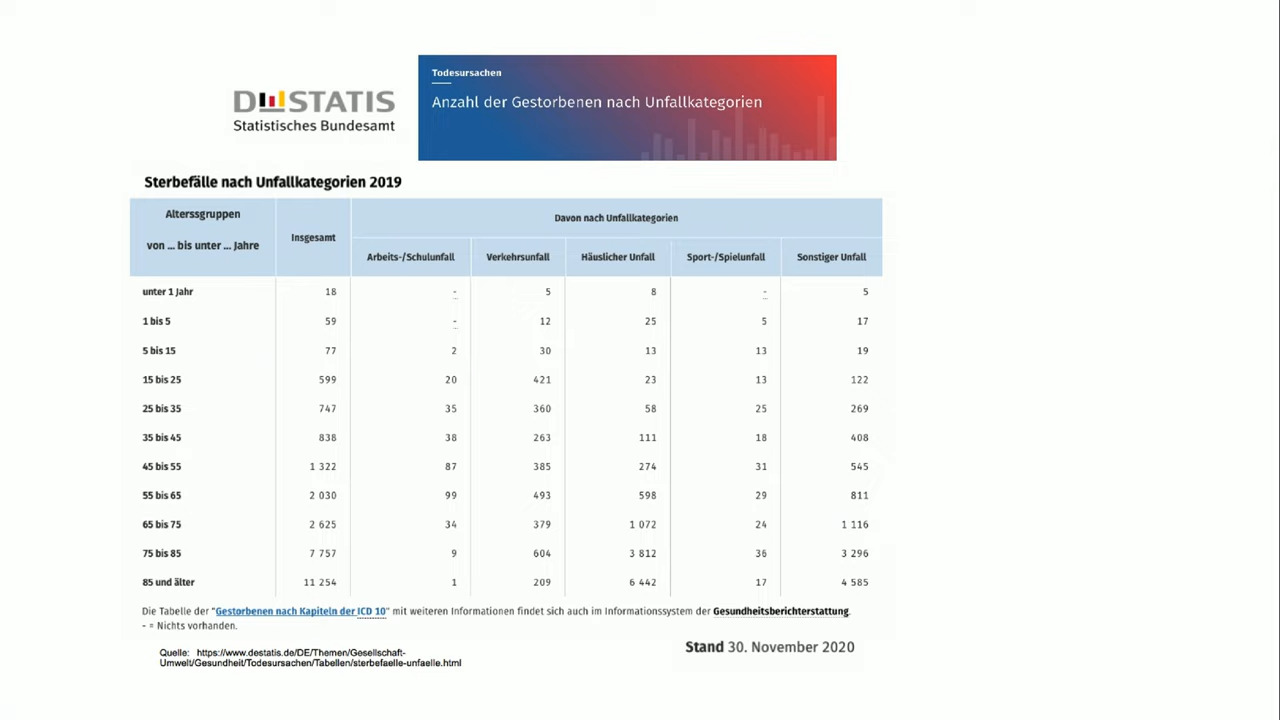 Todesursachen
Anzahl der Gestorbenen nach Unfallkategorien
DESTATIS
Statistisches Bundesamt
Sterbefälle nach Unfallkategorien 2019
Alterssgruppen
von ... bis unter ... Jahre
Insgesamt
Davon nach Unfallkategorien
Arbeits-/Schulunfall Verkehrsunfall Häuslicher Unfall Sport-/Spielunfall Sonstiger Unfall
unter 1 Jahr 18 - 5 8 - 5
1 bis 5 59 - 12 25 5 17
5 bis 15 77 2 30 13 13 19
15 bis 25 599 20 421 23 13 122
25 bis 35 747 35 360 58 25 269
35 bis 45 838 38 263 111 18 408
45 bis 55 1 322 87 385 274 31 545
55 bis 65 2 030 99 493 598 29 811
65 bis 75 2 625 34 379 1 072 24 1 116
75 bis 85 7 757 9 604 3 812 36 3 296
85 und älter 11 254 1 209 6 442 17 4 585
Die Tabelle der "Gestorbenen nach Kapiteln der ICD 10" mit weiteren Informationen findet sich auch im Informationssystem der Gesundheitsberichterstattung.
- = Nichts vorhanden.
Stand 30. November 2020
Quelle: https://www.destatis.de/DE/Themen/Gesellschaft-
Umwelt/Gesundheit/Todesursachen/Tabellen/sterbefaelle-unfaelle.html